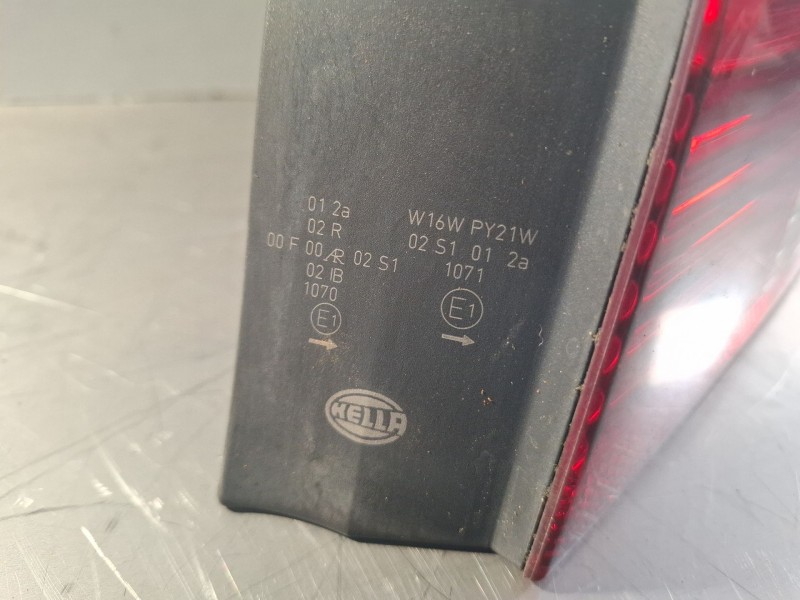 01 2a
02 R
00 F 00 AR 02 S1
02 IB
1070
E1
W16W PY21W
02 S1 01 2a
1071
E1
HELLA